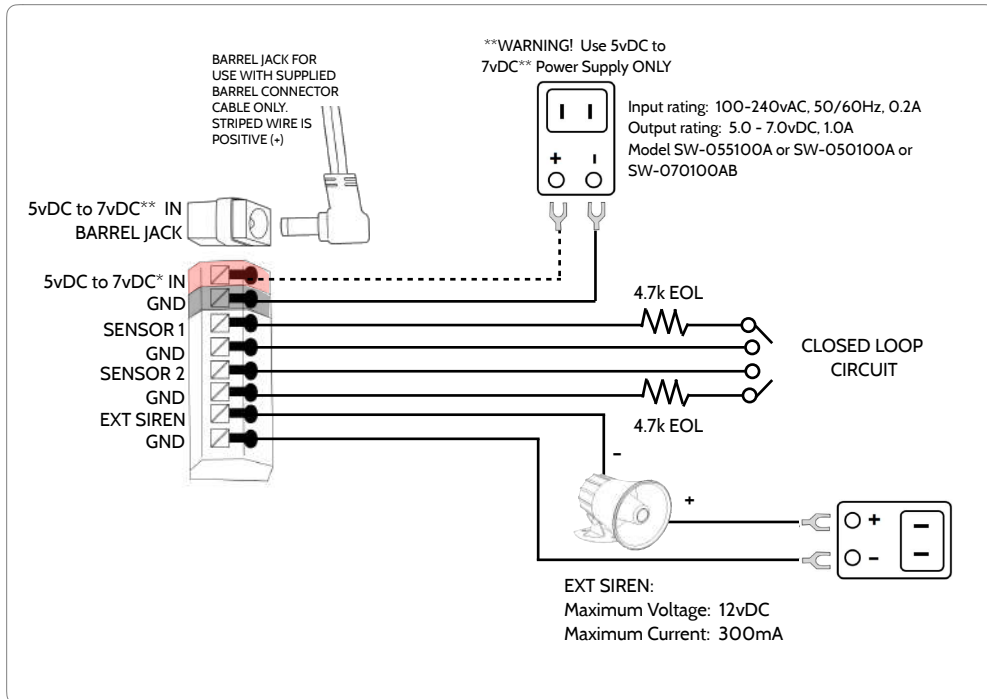 BARREL JACK FOR
USE WITH SUPPLIED
BARREL CONNECTOR
CABLE ONLY.
STRIPED WIRE IS
POSITIVE (+)
**WARNING! Use 5vDC to
7vDC** Power Supply ONLY
Input rating: 100-240vAC, 50/60Hz, 0.2A
Output rating: 5.0 - 7.0vDC, 1.0A
Model SW-055100A or SW-050100A or
SW-070100AB
+ -
5vDC to 7vDC** IN
BARREL JACK
5vDC to 7vDC* IN
GND
SENSOR 1
GND
SENSOR 2
GND
EXT SIREN
GND
4.7k EOL
CLOSED LOOP
CIRCUIT
4.7k EOL
-
+
+
-
EXT SIREN:
Maximum Voltage: 12vDC
Maximum Current: 300mA